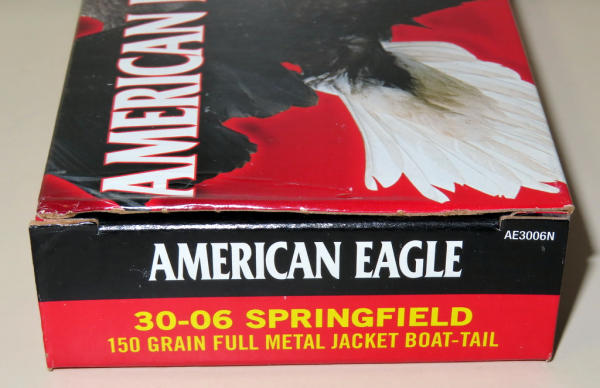 AMERICAN
AMERICAN EAGLE
AE3006N
30-06 SPRINGFIELD
150 GRAIN FULL METAL JACKET BOAT-TAIL